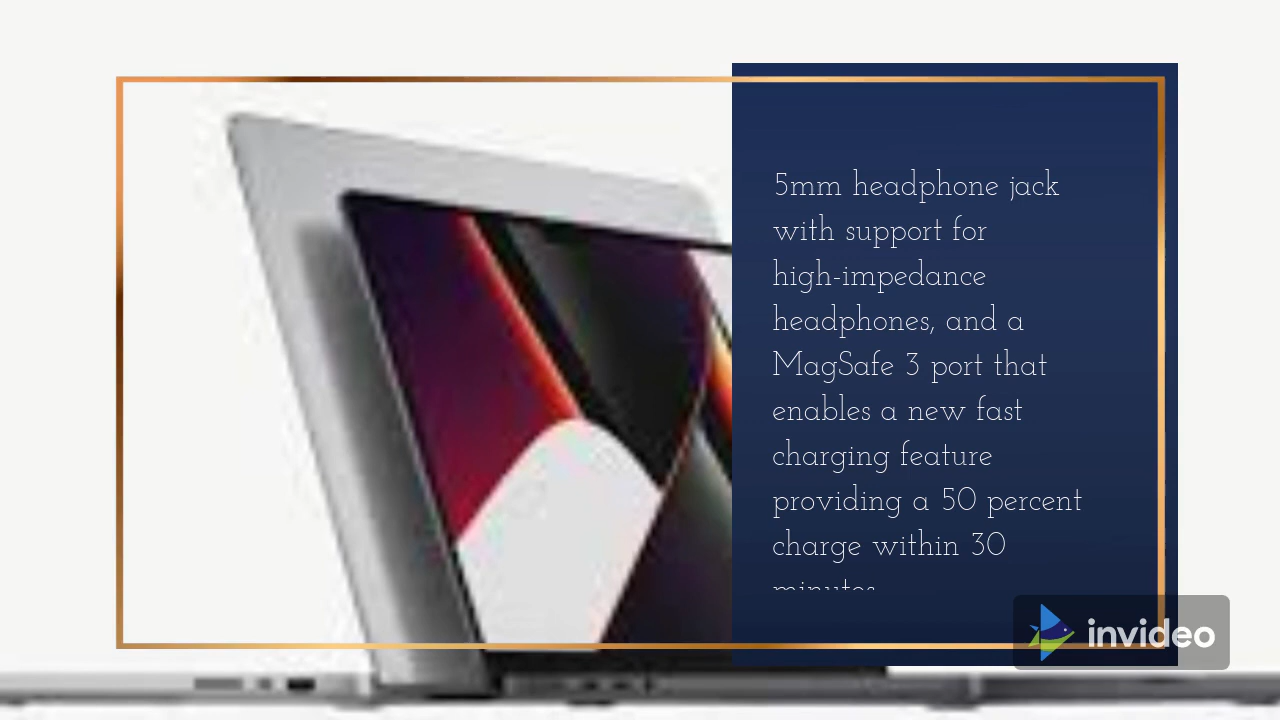 5mm headphone jack
with support for
high-impedance
headphones, and a
MagSafe 3 port that
enables a new fast
charging feature
providing a 50 percent
charge within 30
minutes
invideo